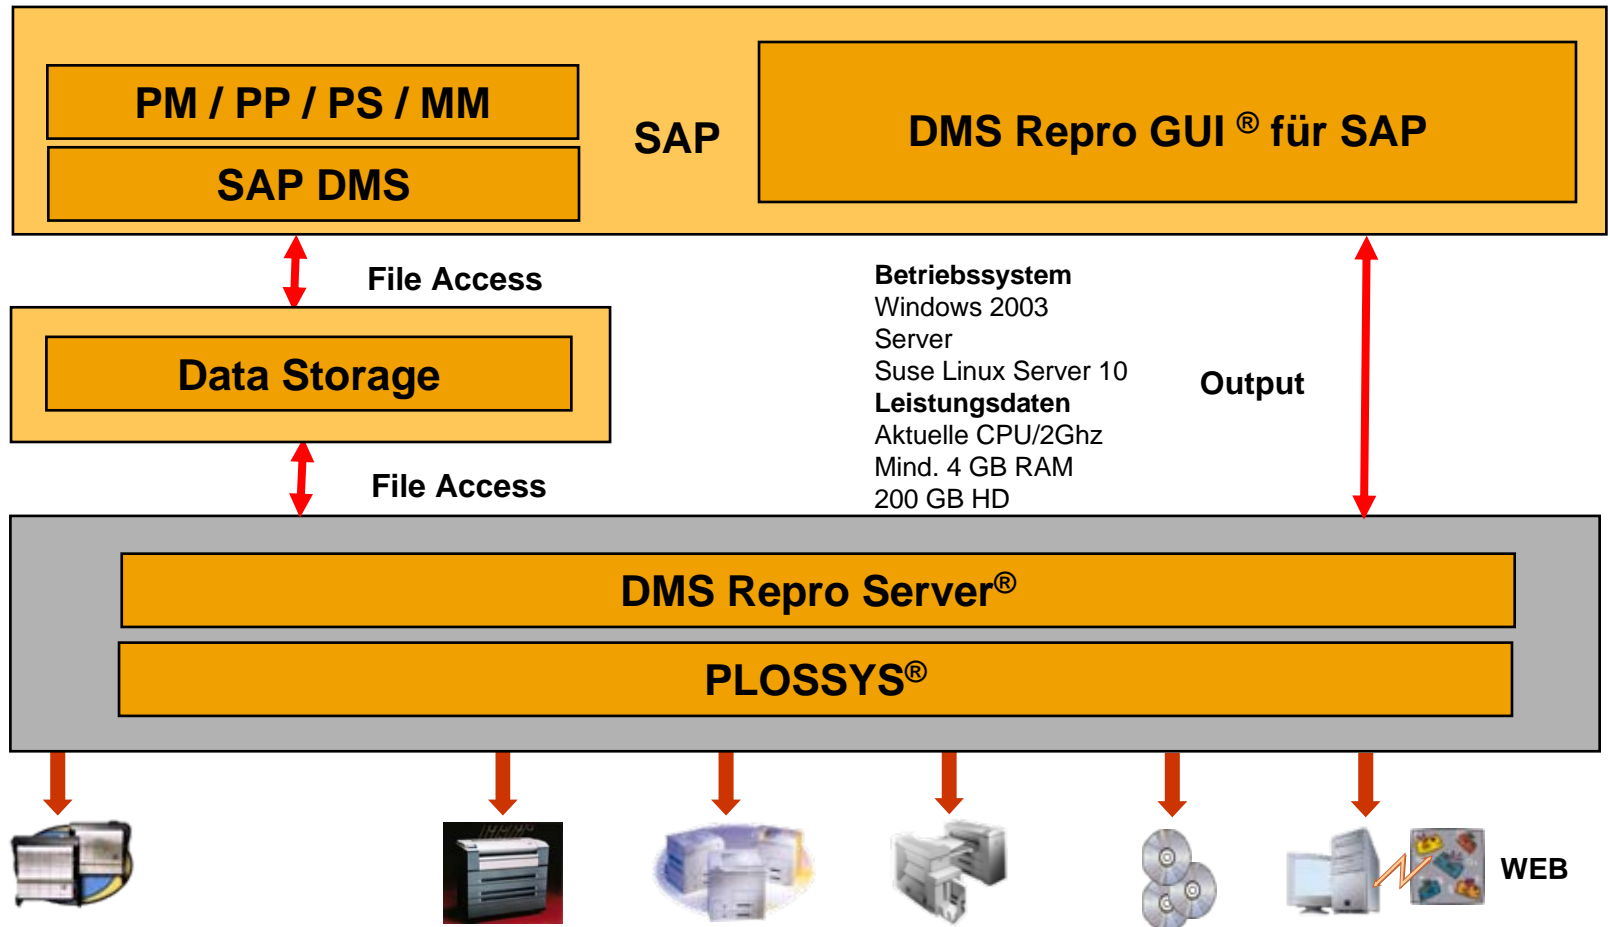 PM / PP / PS / MM
SAP DMS
SAP
DMS Repro GUI ® für SAP
File Access
Data Storage
File Access
Betriebssystem
Windows 2003
Server
Suse Linux Server 10
Leistungsdaten
Aktuelle CPU/2Ghz
Mind. 4 GB RAM
200 GB HD
Output
DMS Repro Server®
PLOSSYS®
WEB